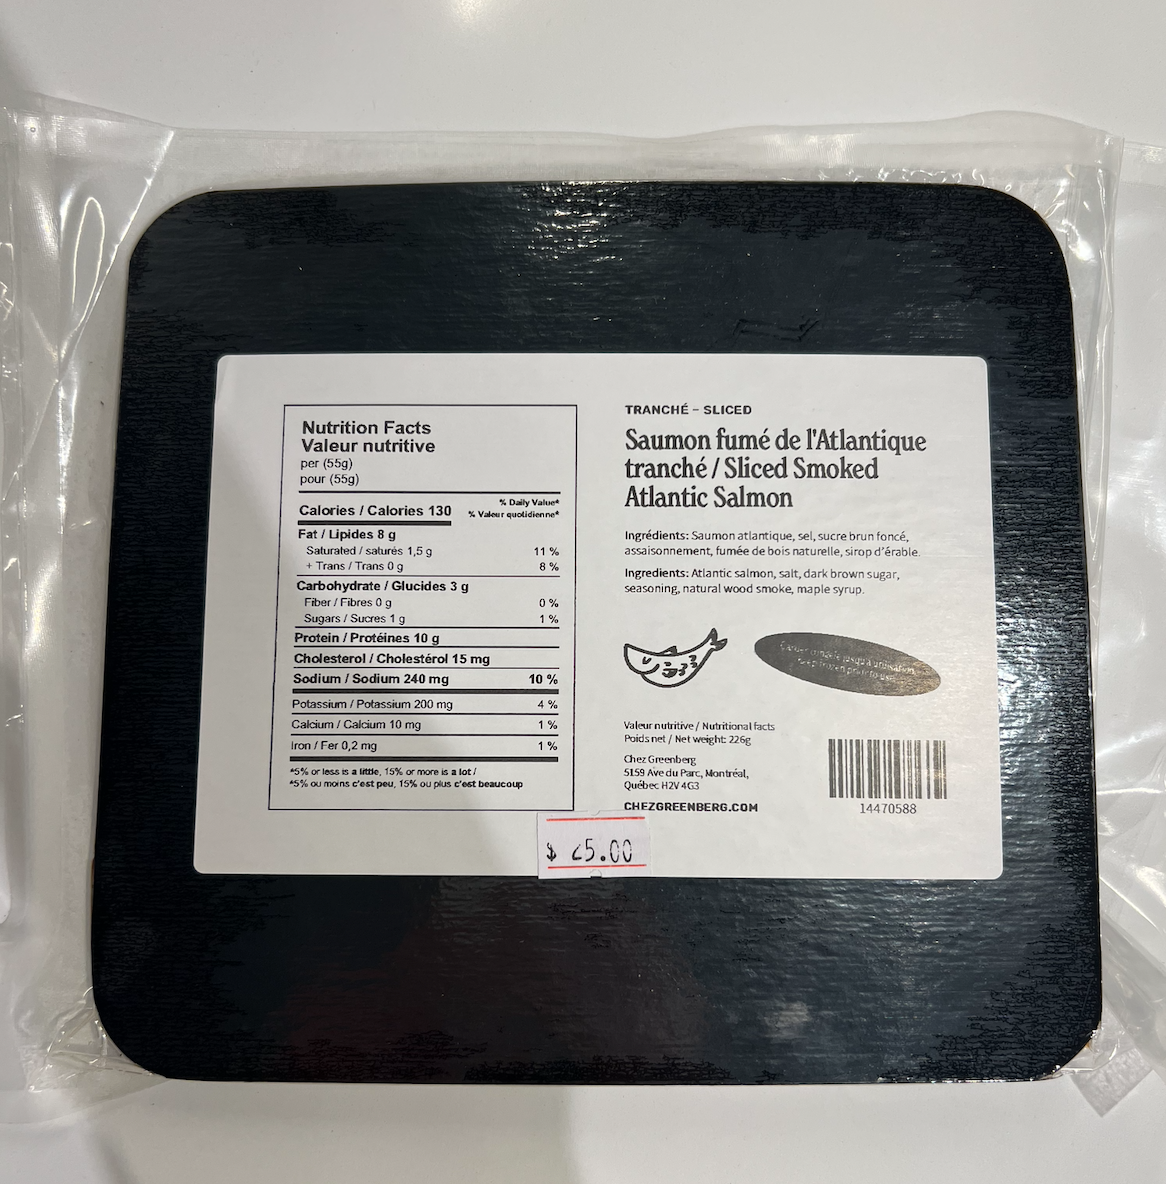 Nutrition Facts
Valeur nutritive
per (55g)
pour (55g)
% Daily Value*
Calories / Calories 130
% Valeur quotidienne*
Fat / Lipides 8 g
Saturated / saturés 1,5 g 11 %
+ Trans / Trans 0 g 8 %
Carbohydrate / Glucides 3 g
Fiber / Fibres 0 g 0 %
Sugars / Sucres 1 g 1 %
Protein / Protéines 10 g
Cholesterol / Cholestérol 15 mg
Sodium / Sodium 240 mg 10 %
Potassium / Potassium 200 mg 4 %
Calcium / Calcium 10 mg 1 %
Iron / Fer 0,2 mg 1 %
*5% or less is a little, 15% or more is a lot /
*5% ou moins c'est peu, 15% ou plus c'est beaucoup
TRANCHÉ – SLICED
Saumon fumé de l'Atlantique
tranché / Sliced Smoked
Atlantic Salmon
Ingrédients: Saumon atlantique, sel, sucre brun foncé,
assaisonnement, fumée de bois naturelle, sirop d'érable.
Ingredients: Atlantic salmon, salt, dark brown sugar,
seasoning, natural wood smoke, maple syrup.
jusqu'à utilisation
Keep frozen prior to use
Valeur nutritive / Nutritional facts
Poids net / Net weight: 226g
Chez Greenberg
5159 Ave du Parc, Montréal,
Québec H2V 4G3
CHEZGREENBERG.COM
14470588
$ 25.00